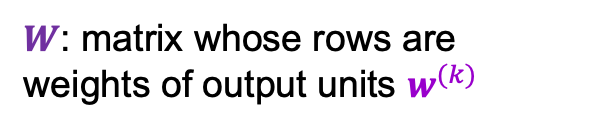 W: matrix whose rows are
weights of output units w^(k)